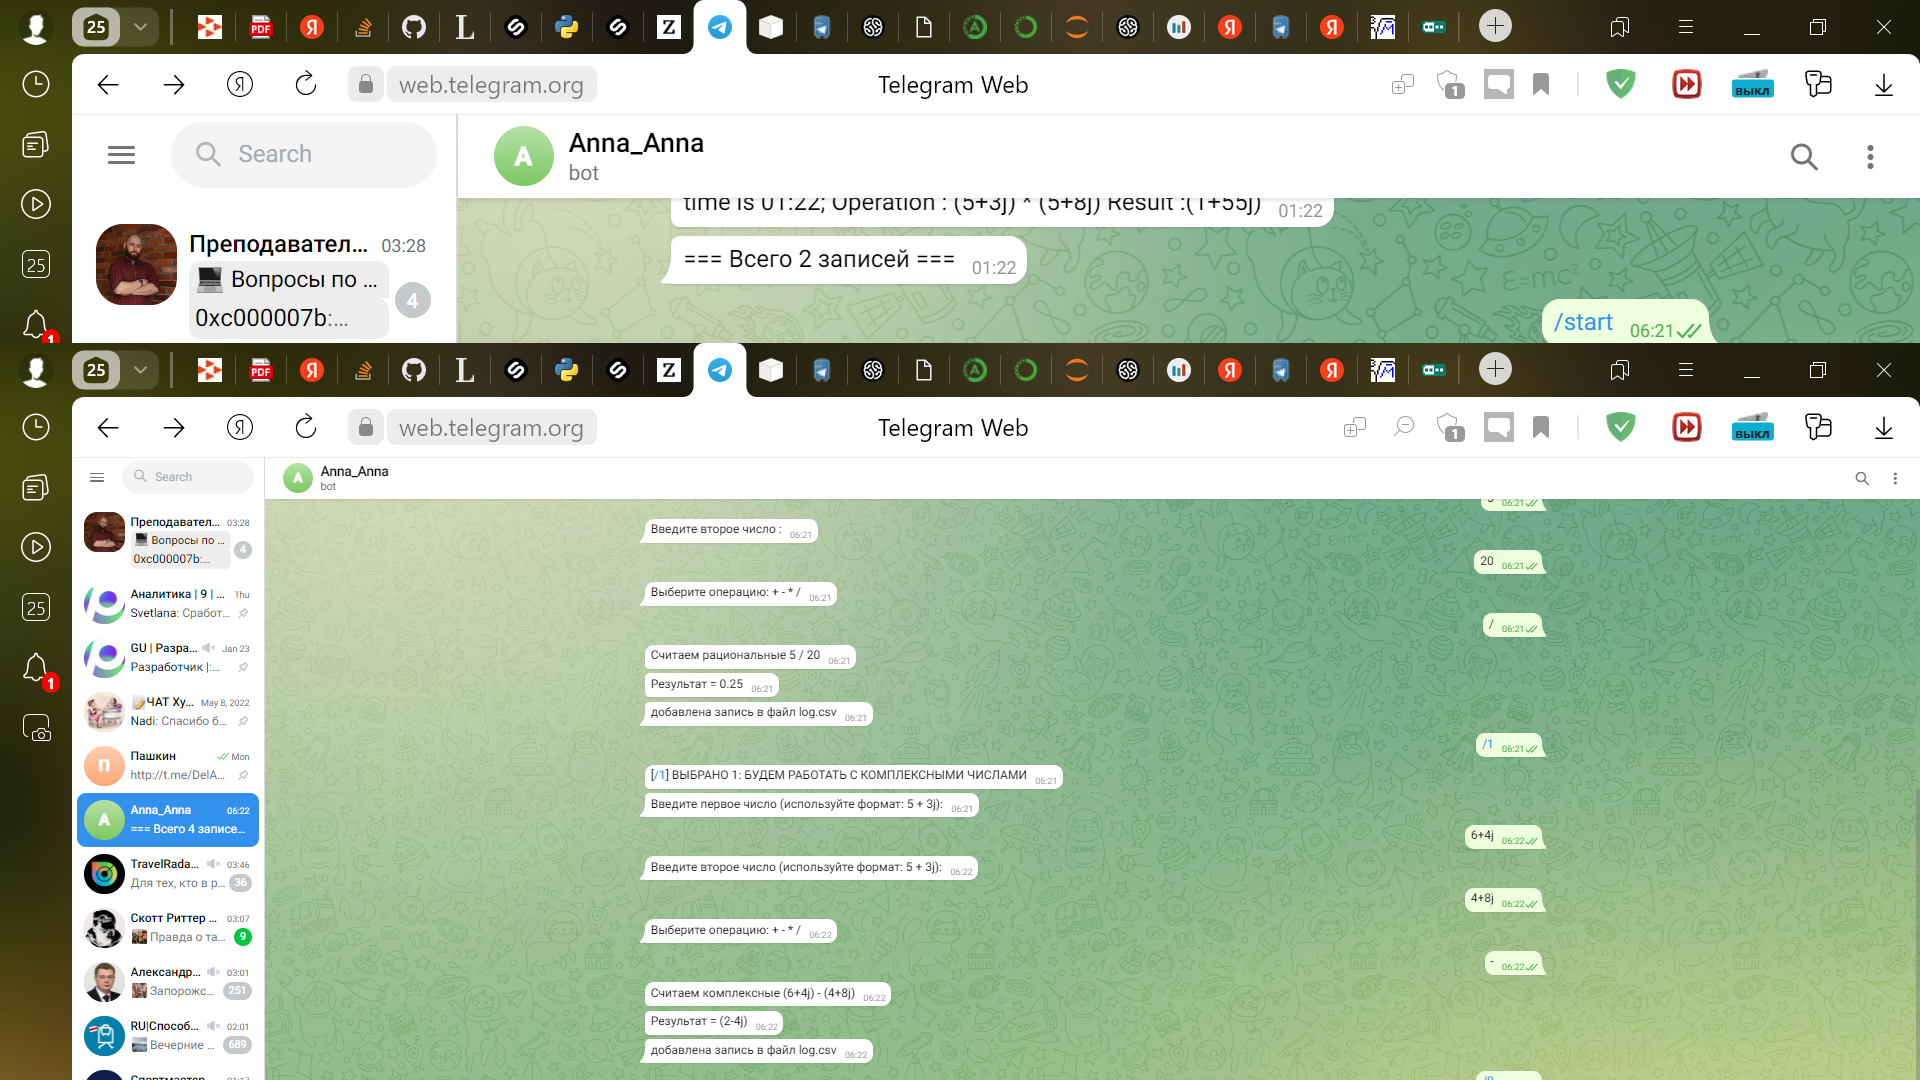 25
PDF
Я
L
Z
Я
Я
web.telegram.org
Telegram Web
1
выкл
Search
A
Anna_Anna
bot
time is 01:22; Operation : (5+3j) * (5+8j) Result :(1+55j) 01:22
=== Всего 2 записей === 01:22
/start 06:21
Преподавател... 03:28
💻 Вопросы по ...
0xc000007b:...
4
25
1
25
PDF
Я
L
Z
Я
Я
web.telegram.org
Telegram Web
1
выкл
Search
A
Anna_Anna
bot
Преподавател... 03:28
💻 Вопросы по ...
0xc000007b:...
4
Аналитика | 9 | ... Thu
Svetlana: Сработ...
GU | Разра... Jan 23
Разработчик |:...
📝ЧАТ Ху... May 8, 2022
Nadi: Спасибо б...
П
Пашкин Mon
http://t.me/DelA...
A
Anna_Anna 06:22
=== Всего 4 записе...
TravelRada... 03:46
Для тех, кто в р... 36
Скотт Риттер ... 03:07
Правда о та... 9
Александр... 03:01
Запорожс... 251
RU|Способ... 02:01
Вечерние ... 689
25
1
06:21
Введите второе число : 06:21
20 06:21
Выберите операцию: + - * / 06:21
/ 06:21
Считаем рациональные 5 / 20 06:21
Результат = 0.25 06:21
добавлена запись в файл log.csv 06:21
/1 06:21
[/1] ВЫБРАНО 1: БУДЕМ РАБОТАТЬ С КОМПЛЕКСНЫМИ ЧИСЛАМИ 06:21
Введите первое число (используйте формат: 5 + 3j): 06:21
6+4j 06:22
Введите второе число (используйте формат: 5 + 3j): 06:22
4+8j 06:22
Выберите операцию: + - * / 06:22
- 06:22
Считаем комплексные (6+4j) - (4+8j) 06:22
Результат = (2-4j) 06:22
добавлена запись в файл log.csv 06:22